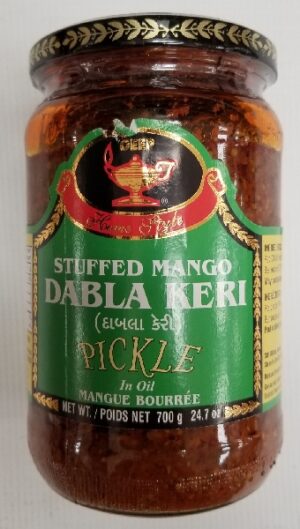 DEEP
®
Home Style
STUFFED MANGO
DABLA KERI
(દાબલા કેરી)
PICKLE
In Oil
MANGUE BOURRÉE
NET WT. / POIDS NET 700 g 24.7 oz